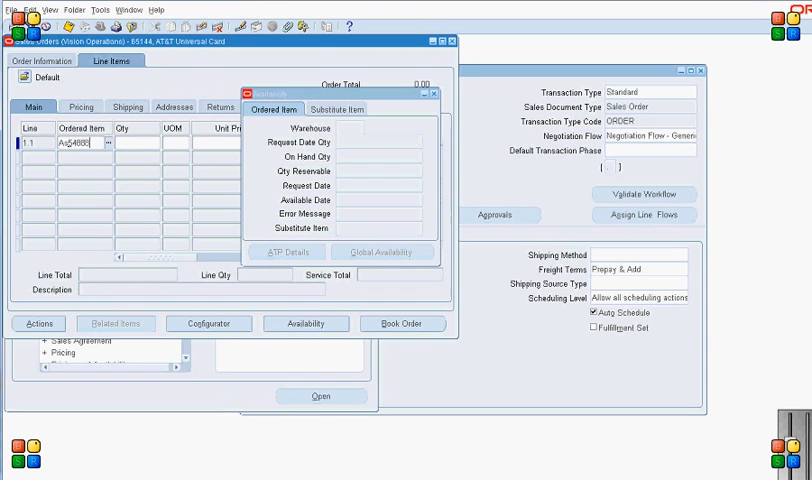 File Edit View Folder Tools Window Help
Sales Orders (Vision Operations) - 65144, AT&T Universal Card
Order Information Line Items
Default
Order Total 0.00
Main Pricing Shipping Addresses Returns
Line Ordered Item Qty UOM Unit Pri
1.1 As54888
Availability
Ordered Item Substitute Item
Warehouse
Request Date Qty
On Hand Qty
Qty Reservable
Request Date
Available Date
Error Message
Substitute Item
ATP Details Global Availability
Line Total Line Qty Service Total
Description
Actions Related Items Configurator Availability Book Order
+ Sales Agreement
+ Pricing
Open
Transaction Type Standard
Sales Document Type Sales Order
Transaction Type Code ORDER
Negotiation Flow Negotiation Flow - Generi
Default Transaction Phase
[ . ]
Validate Workflow
Approvals Assign Line Flows
Shipping Method
Freight Terms Prepay & Add
Shipping Source Type
Scheduling Level Allow all scheduling actions
Auto Schedule
Fulfillment Set